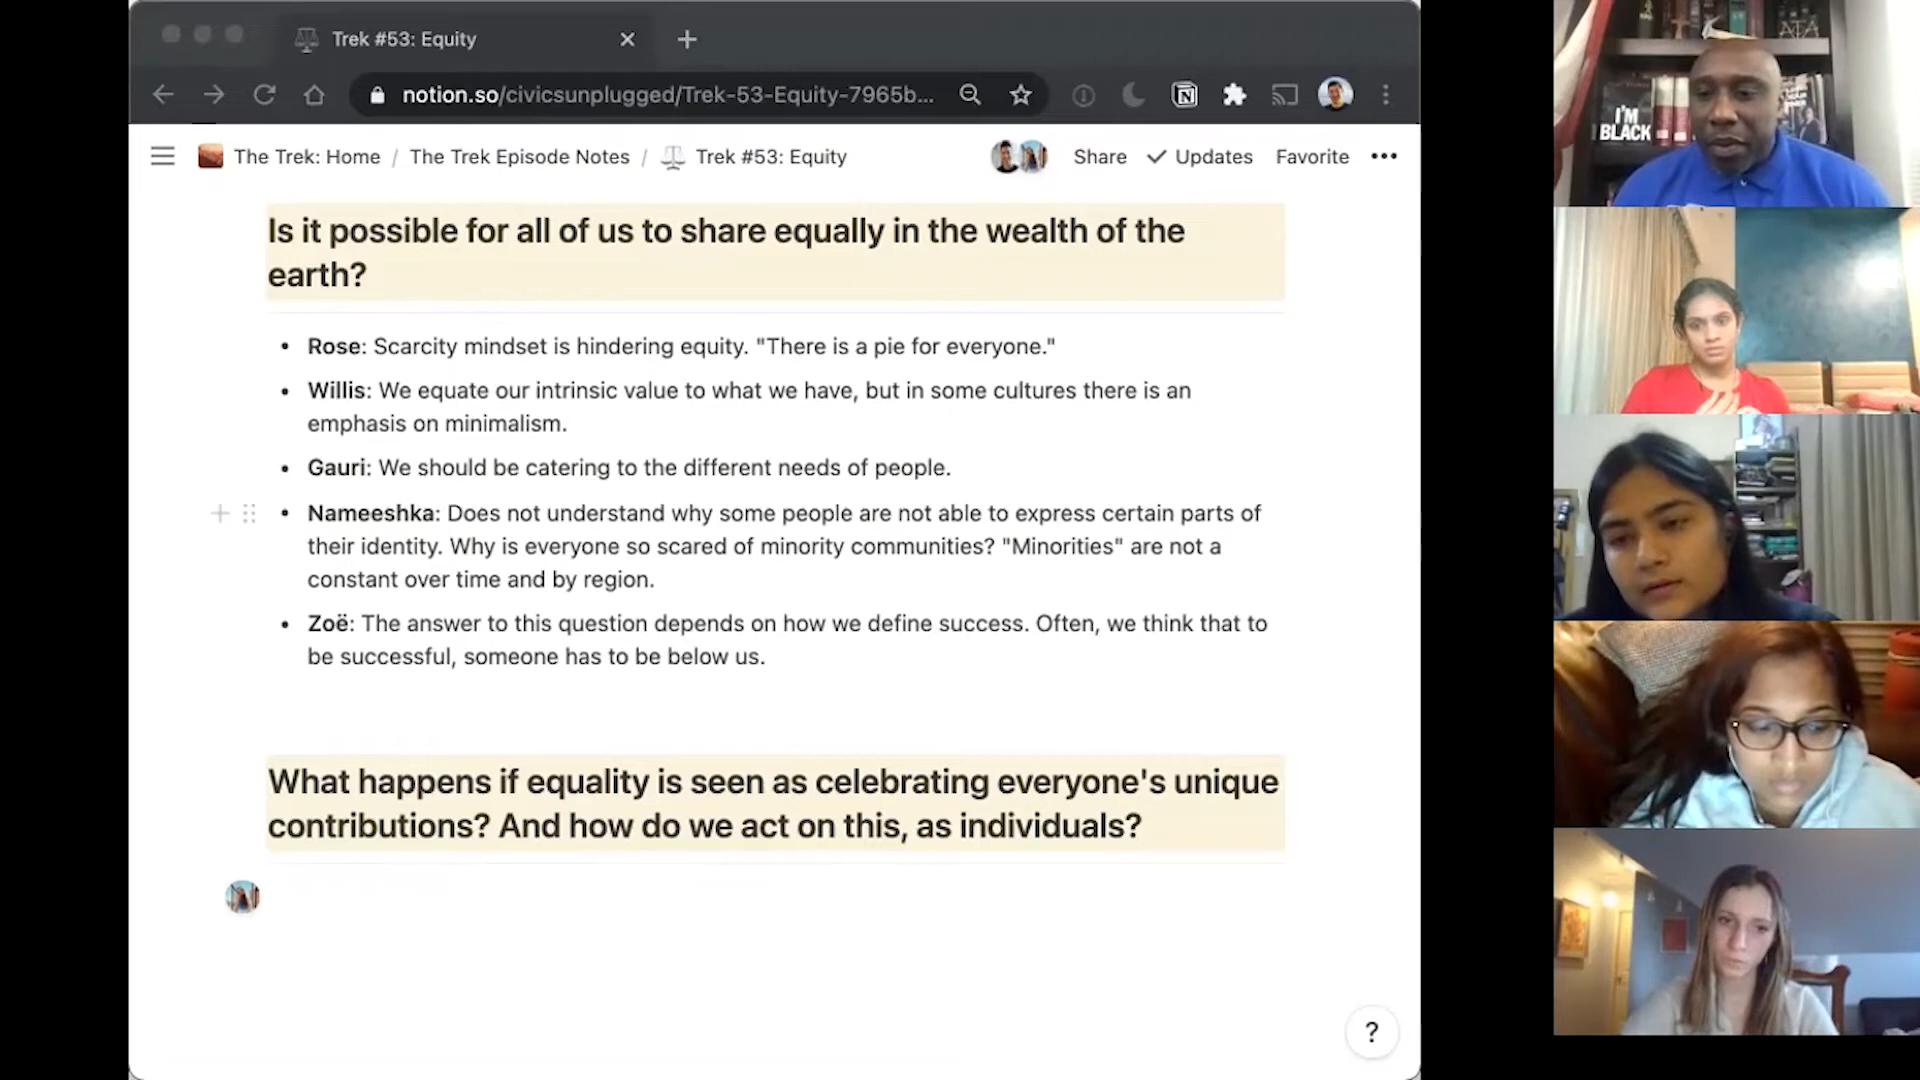 Trek #53: Equity
notion.so/civicsunplugged/Trek-53-Equity-7965b...
The Trek: Home / The Trek Episode Notes / Trek #53: Equity
Share Updates Favorite
Is it possible for all of us to share equally in the wealth of the
earth?
Rose: Scarcity mindset is hindering equity. "There is a pie for everyone."
Willis: We equate our intrinsic value to what we have, but in some cultures there is an
emphasis on minimalism.
Gauri: We should be catering to the different needs of people.
Nameeshka: Does not understand why some people are not able to express certain parts of
their identity. Why is everyone so scared of minority communities? "Minorities" are not a
constant over time and by region.
Zoë: The answer to this question depends on how we define success. Often, we think that to
be successful, someone has to be below us.
What happens if equality is seen as celebrating everyone's unique
contributions? And how do we act on this, as individuals?
?
I'M
BLACK